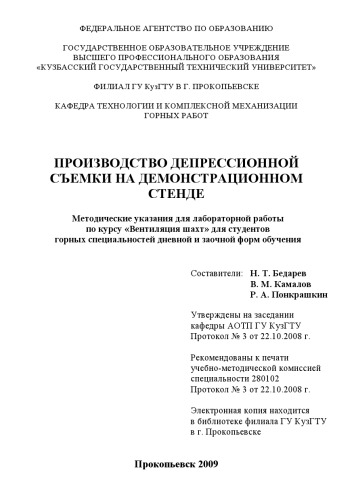 ФЕДЕРАЛЬНОЕ АГЕНТСТВО ПО ОБРАЗОВАНИЮ
ГОСУДАРСТВЕННОЕ ОБРАЗОВАТЕЛЬНОЕ УЧРЕЖДЕНИЕ
ВЫСШЕГО ПРОФЕССИОНАЛЬНОГО ОБРАЗОВАНИЯ
«КУЗБАССКИЙ ГОСУДАРСТВЕННЫЙ ТЕХНИЧЕСКИЙ УНИВЕРСИТЕТ»
ФИЛИАЛ ГУ КузГТУ В Г. ПРОКОПЬЕВСКЕ
КАФЕДРА ТЕХНОЛОГИИ И КОМПЛЕКСНОЙ МЕХАНИЗАЦИИ
ГОРНЫХ РАБОТ
ПРОИЗВОДСТВО ДЕПРЕССИОННОЙ
СЪЕМКИ НА ДЕМОНСТРАЦИОННОМ
СТЕНДЕ
Методические указания для лабораторной работы
по курсу «Вентиляция шахт» для студентов
горных специальностей дневной и заочной форм обучения
Составители: Н. Т. Бедарев
В. М. Камалов
Р. А. Понкрашкин
Утверждены на заседании
кафедры АОТП ГУ КузГТУ
Протокол № 3 от 22.10.2008 г.
Рекомендованы к печати
учебно-методической комиссией
специальности 280102
Протокол № 3 от 22.10.2008 г.
Электронная копия находится
в библиотеке филиала ГУ КузГТУ
в г. Прокопьевске
Прокопьевск 2009